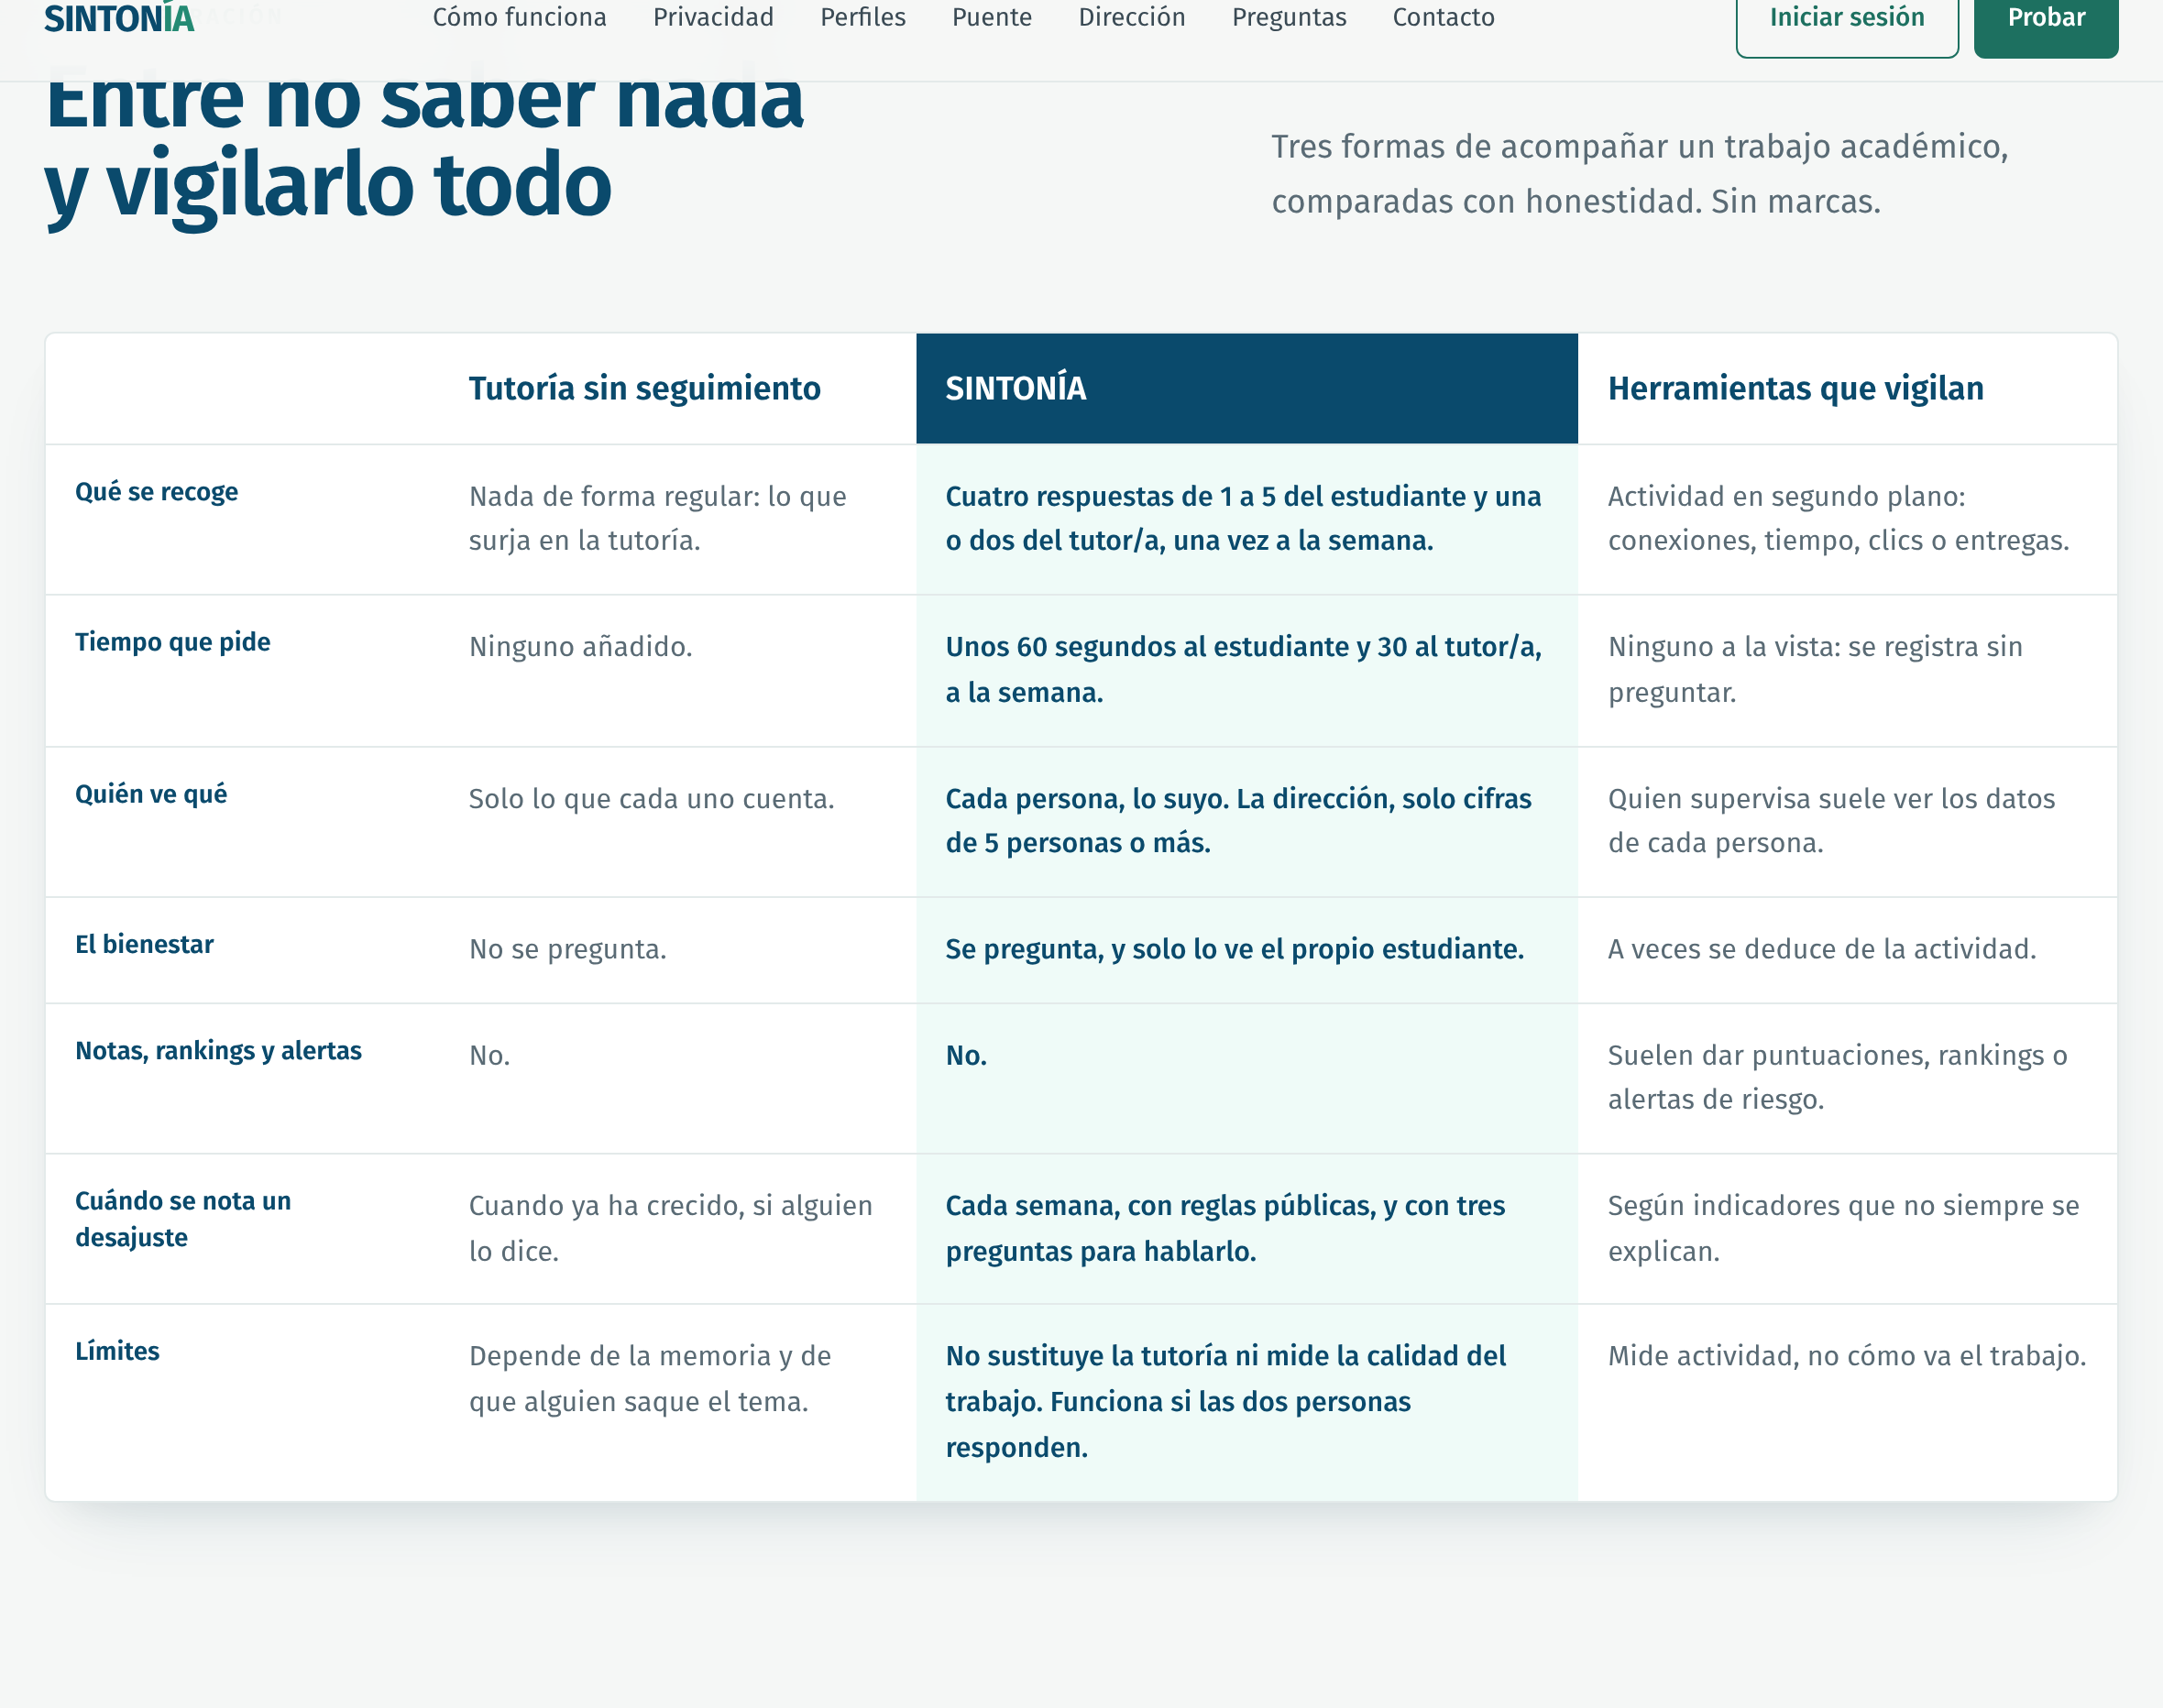 SINTONÍA
Cómo funciona Privacidad Perfiles Puente Dirección Preguntas Contacto
Iniciar sesión
Probar
Entre no saber nada
y vigilarlo todo
Tres formas de acompañar un trabajo académico,
comparadas con honestidad. Sin marcas.
Tutoría sin seguimiento
SINTONÍA
Herramientas que vigilan
Qué se recoge
Nada de forma regular: lo que
surja en la tutoría.
Cuatro respuestas de 1 a 5 del estudiante y una
o dos del tutor/a, una vez a la semana.
Actividad en segundo plano:
conexiones, tiempo, clics o entregas.
Tiempo que pide
Ninguno añadido.
Unos 60 segundos al estudiante y 30 al tutor/a,
a la semana.
Ninguno a la vista: se registra sin
preguntar.
Quién ve qué
Solo lo que cada uno cuenta.
Cada persona, lo suyo. La dirección, solo cifras
de 5 personas o más.
Quien supervisa suele ver los datos
de cada persona.
El bienestar
No se pregunta.
Se pregunta, y solo lo ve el propio estudiante.
A veces se deduce de la actividad.
Notas, rankings y alertas
No.
No.
Suelen dar puntuaciones, rankings o
alertas de riesgo.
Cuándo se nota un
desajuste
Cuando ya ha crecido, si alguien
lo dice.
Cada semana, con reglas públicas, y con tres
preguntas para hablarlo.
Según indicadores que no siempre se
explican.
Límites
Depende de la memoria y de
que alguien saque el tema.
No sustituye la tutoría ni mide la calidad del
trabajo. Funciona si las dos personas
responden.
Mide actividad, no cómo va el trabajo.